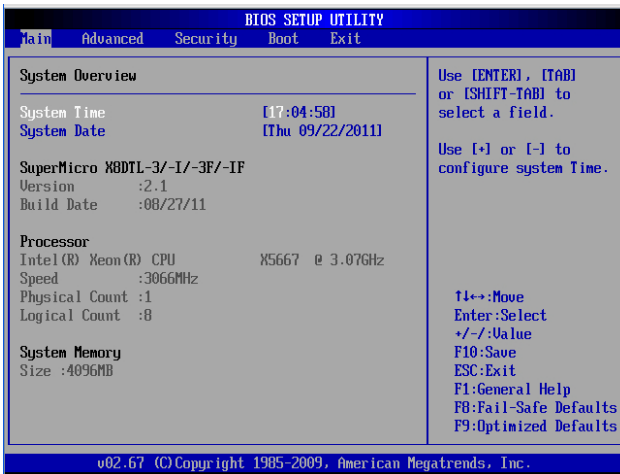 BIOS SETUP UTILITY
Main Advanced Security Boot Exit
System Overview
System Time [17:04:58]
System Date [Thu 09/22/2011]
SuperMicro X8DTL-3/-I/-3F/-IF
Version :2.1
Build Date :08/27/11
Processor
Intel(R) Xeon(R) CPU X5667 @ 3.07GHz
Speed :3066MHz
Physical Count :1
Logical Count :8
System Memory
Size :4096MB
Use [ENTER], [TAB]
or [SHIFT-TAB] to
select a field.
Use [+] or [-] to
configure system Time.
↑↓↔:Move
Enter:Select
+/-/:Value
F10:Save
ESC:Exit
F1:General Help
F8:Fail-Safe Defaults
F9:Optimized Defaults
v02.67 (C)Copyright 1985-2009, American Megatrends, Inc.